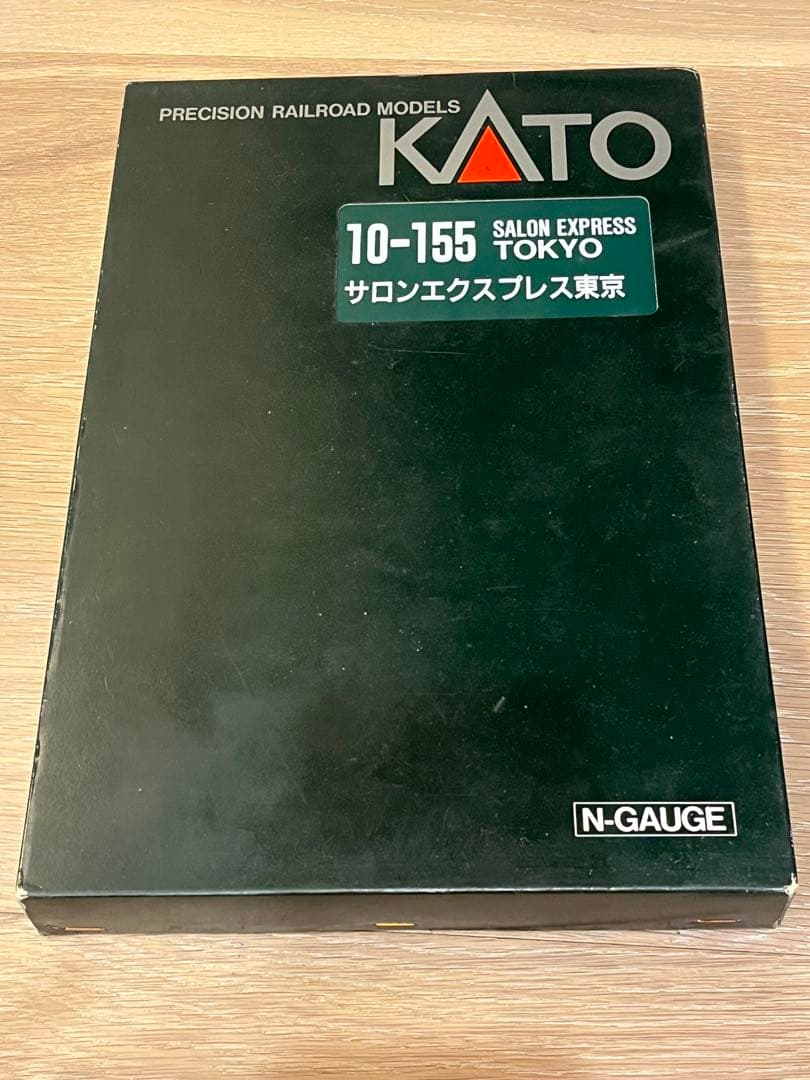 PRECISION RAILROAD MODELS
KATO
10-155 SALON EXPRESS
TOKYO
サロンエクスプレス東京
N-GAUGE